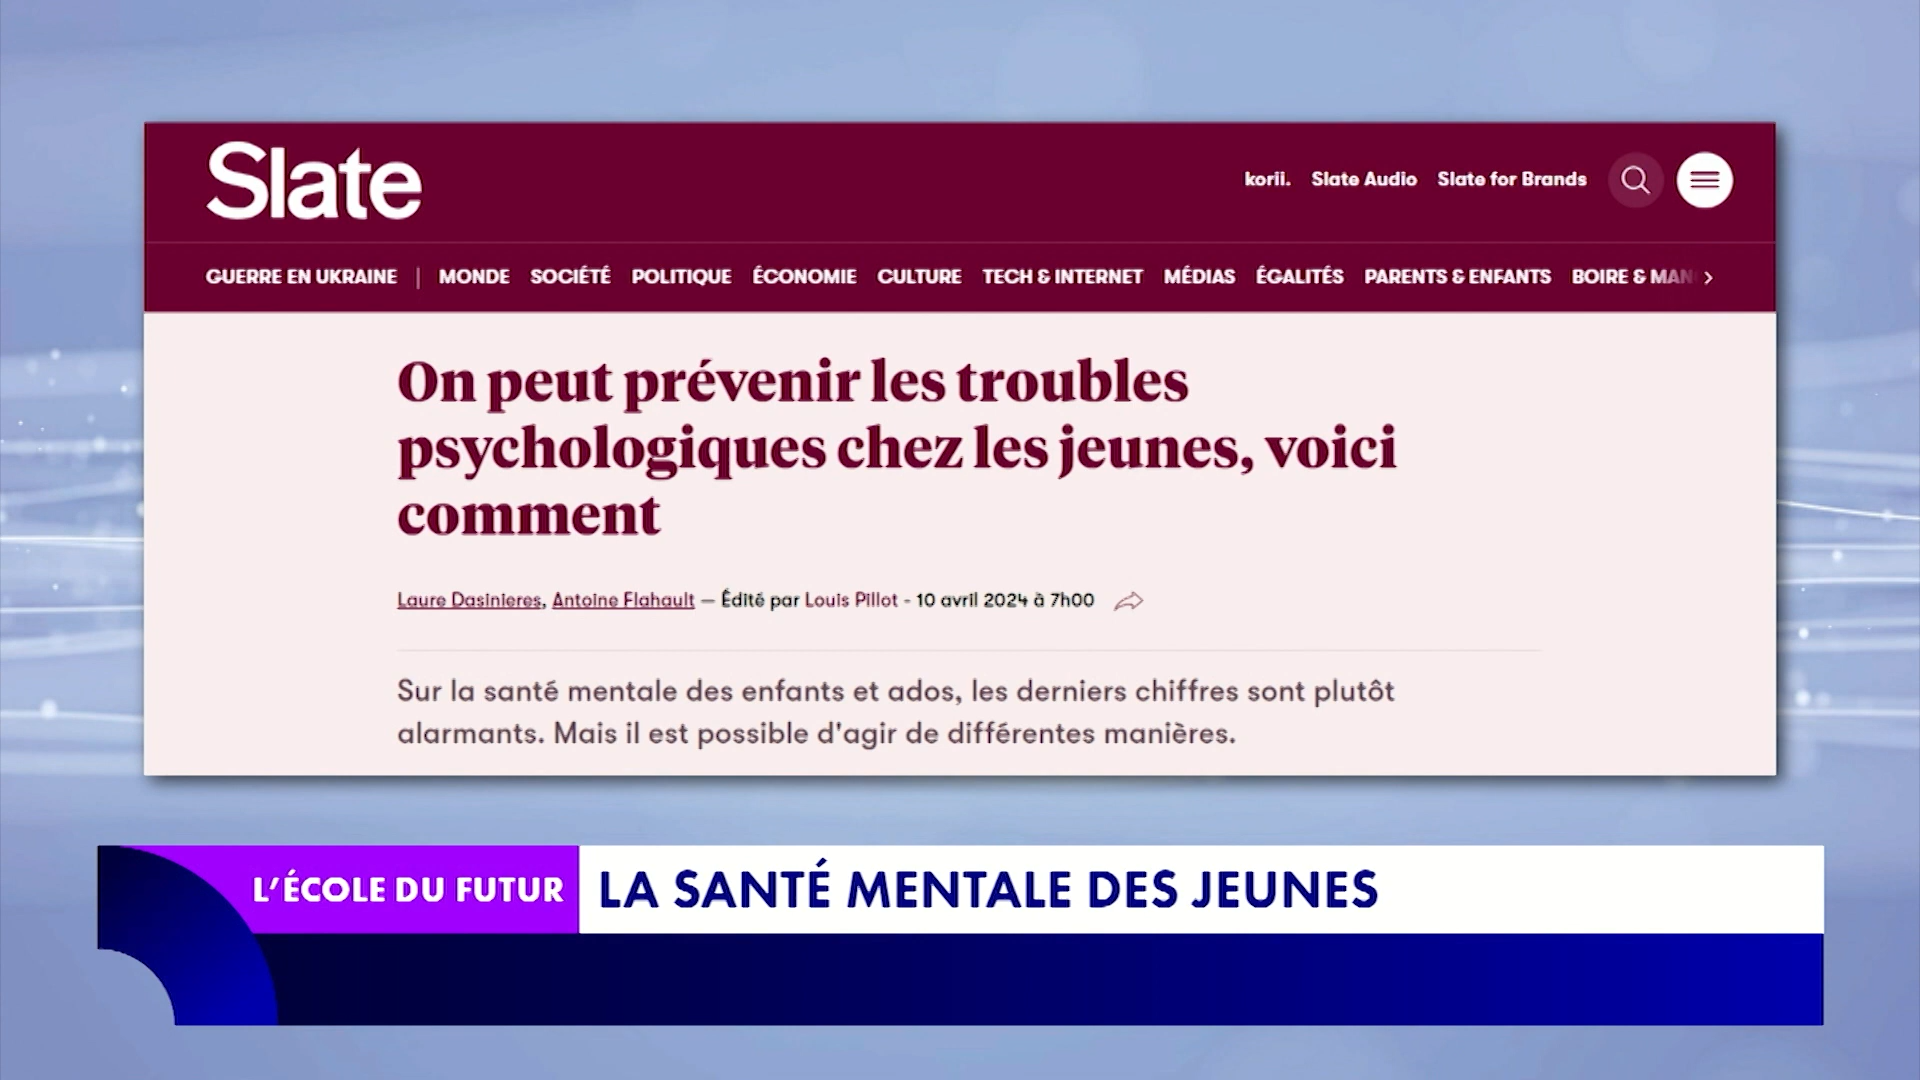 Slate
korii. Slate Audio Slate for Brands
GUERRE EN UKRAINE | MONDE SOCIÉTÉ POLITIQUE ÉCONOMIE CULTURE TECH & INTERNET MÉDIAS ÉGALITÉS PARENTS & ENFANTS BOIRE & MAN
On peut prévenir les troubles
psychologiques chez les jeunes, voici
comment
Laure Dasinieres, Antoine Flahault — Édité par Louis Pillot - 10 avril 2024 à 7h00
Sur la santé mentale des enfants et ados, les derniers chiffres sont plutôt
alarmants. Mais il est possible d'agir de différentes manières.
L'ÉCOLE DU FUTUR
LA SANTÉ MENTALE DES JEUNES